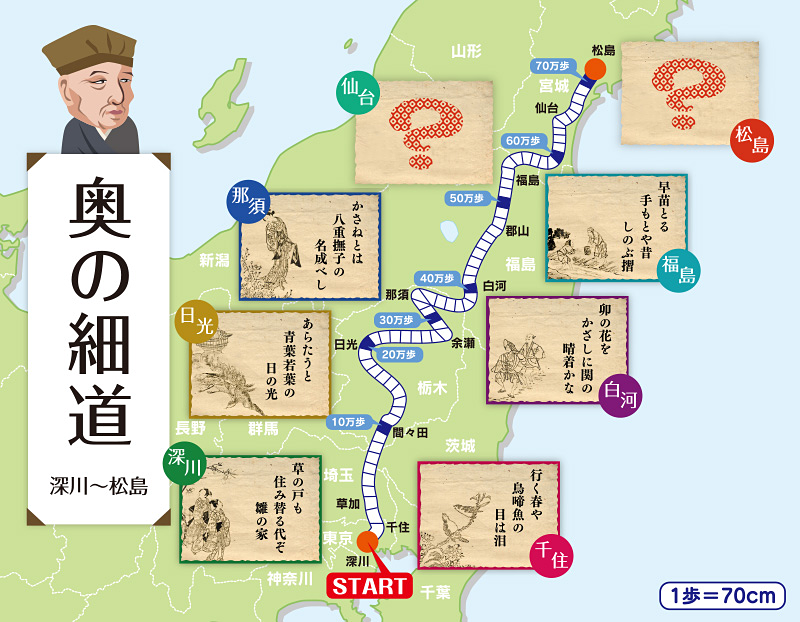 奥の細道
深川～松島
山形
松島
70万歩
宮城
仙台
仙台
松島
60万歩
福島
50万歩
早苗とる
手もとや昔
しのぶ摺
福島
那須
かさねとは
八重撫子の
名成べし
郡山
新潟
福島
40万歩
白河
那須
30万歩
余瀬
卯の花を
かざしに関の
晴着かな
白河
日光
あらたうと
青葉若葉の
日の光
日光
20万歩
栃木
10万歩
間々田
長野
群馬
茨城
深川
草の戸も
住み替る代ぞ
雛の家
埼玉
草加
千住
行く春や
鳥啼魚の
目は泪
千住
東京
深川
START
神奈川
千葉
1歩＝70cm